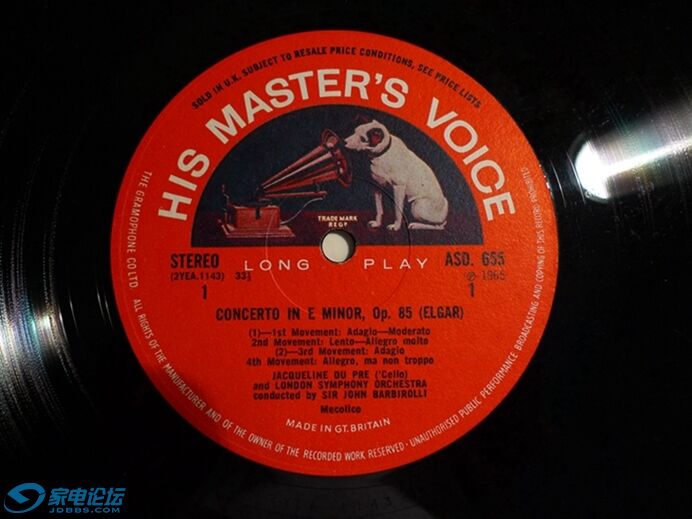 SOLD IN U.K. SUBJECT TO RESALE PRICE CONDITIONS, SEE PRICE LISTS
HIS MASTER'S VOICE
TRADE MARK
REGD
STEREO
LONG PLAY
ASD. 655
(2YEA.1143) 33⅓
℗ 1965
1
1
CONCERTO IN E MINOR, Op. 85 (ELGAR)
(1)—1st Movement: Adagio—Moderato
2nd Movement: Lento—Allegro molto
(2)—3rd Movement: Adagio
4th Movement: Allegro, ma non troppo
JACQUELINE DU PRE ('Cello)
and LONDON SYMPHONY ORCHESTRA
conducted by SIR JOHN BARBIROLLI
Mecolico
MADE IN GT. BRITAIN
THE GRAMOPHONE CO LTD. ALL RIGHTS OF THE MANUFACTURER AND OF THE OWNER OF THE RECORDED WORK RESERVED · UNAUTHORISED PUBLIC PERFORMANCE BROADCASTING AND COPYING OF THIS RECORD PROHIBITED
家电论坛
JDBBS.COM